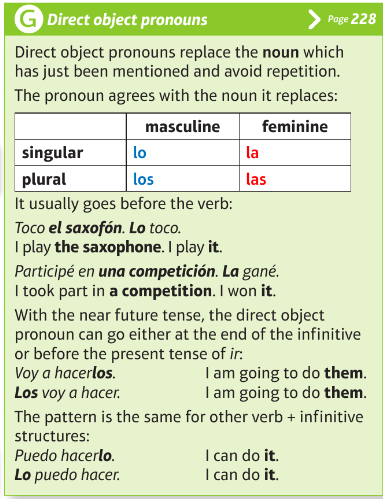 G Direct object pronouns Page 228
Direct object pronouns replace the noun which
has just been mentioned and avoid repetition.
The pronoun agrees with the noun it replaces:
masculine feminine
singular lo la
plural los las
It usually goes before the verb:
Toco el saxofón. Lo toco.
I play the saxophone. I play it.
Participé en una competición. La gané.
I took part in a competition. I won it.
With the near future tense, the direct object
pronoun can go either at the end of the infinitive
or before the present tense of ir:
Voy a hacerlos. I am going to do them.
Los voy a hacer. I am going to do them.
The pattern is the same for other verb + infinitive
structures:
Puedo hacerlo. I can do it.
Lo puedo hacer. I can do it.